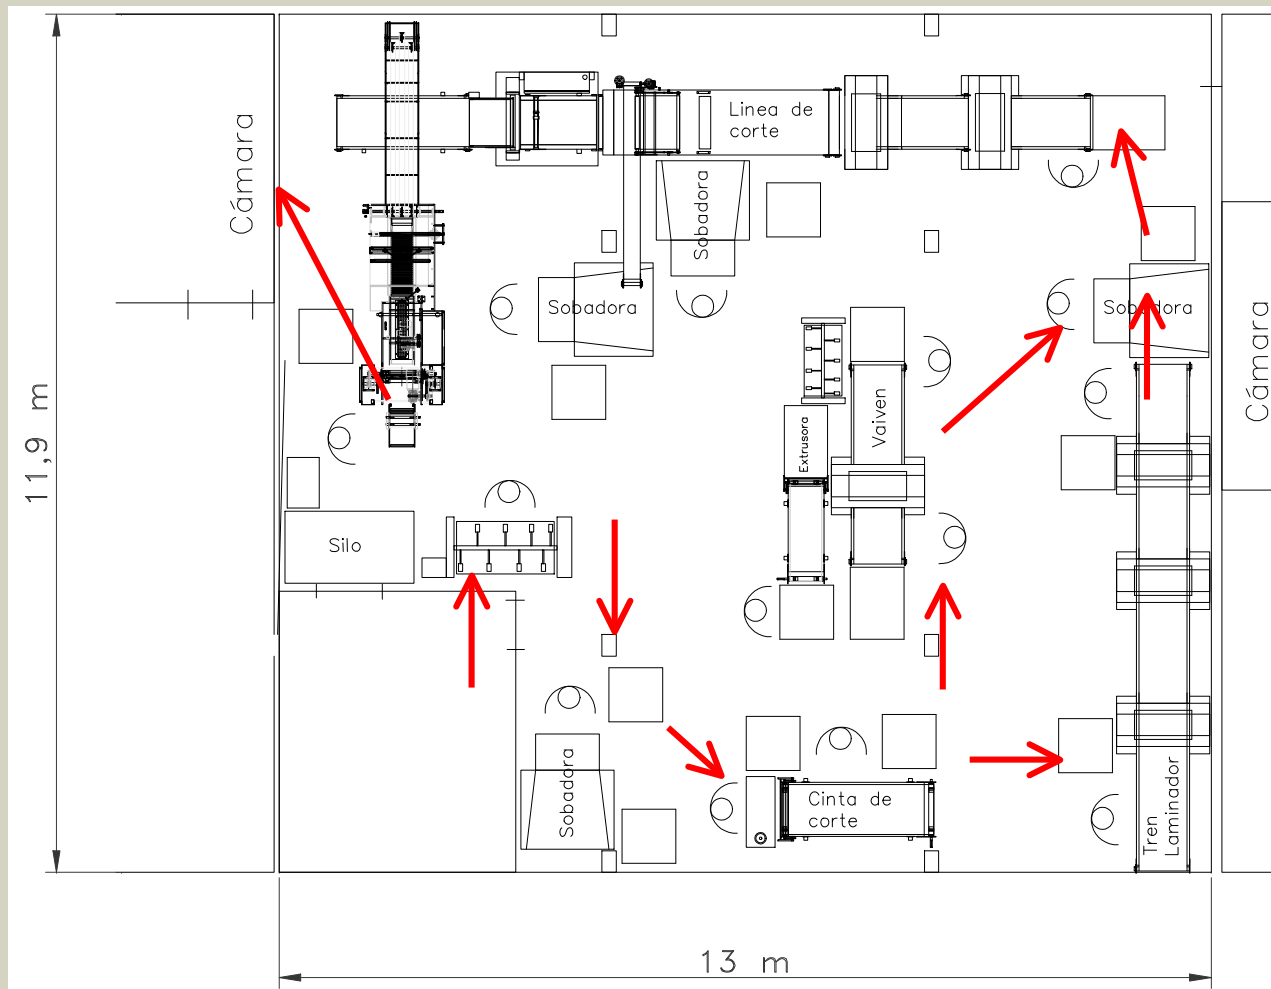 Linea de
corte
Cámara
Sobadora
Sobadora
Sobadora
Cámara
11,9 m
Vaiven
Extrusora
Silo
Sobadora
Cinta de
corte
Tren
Laminador
13 m